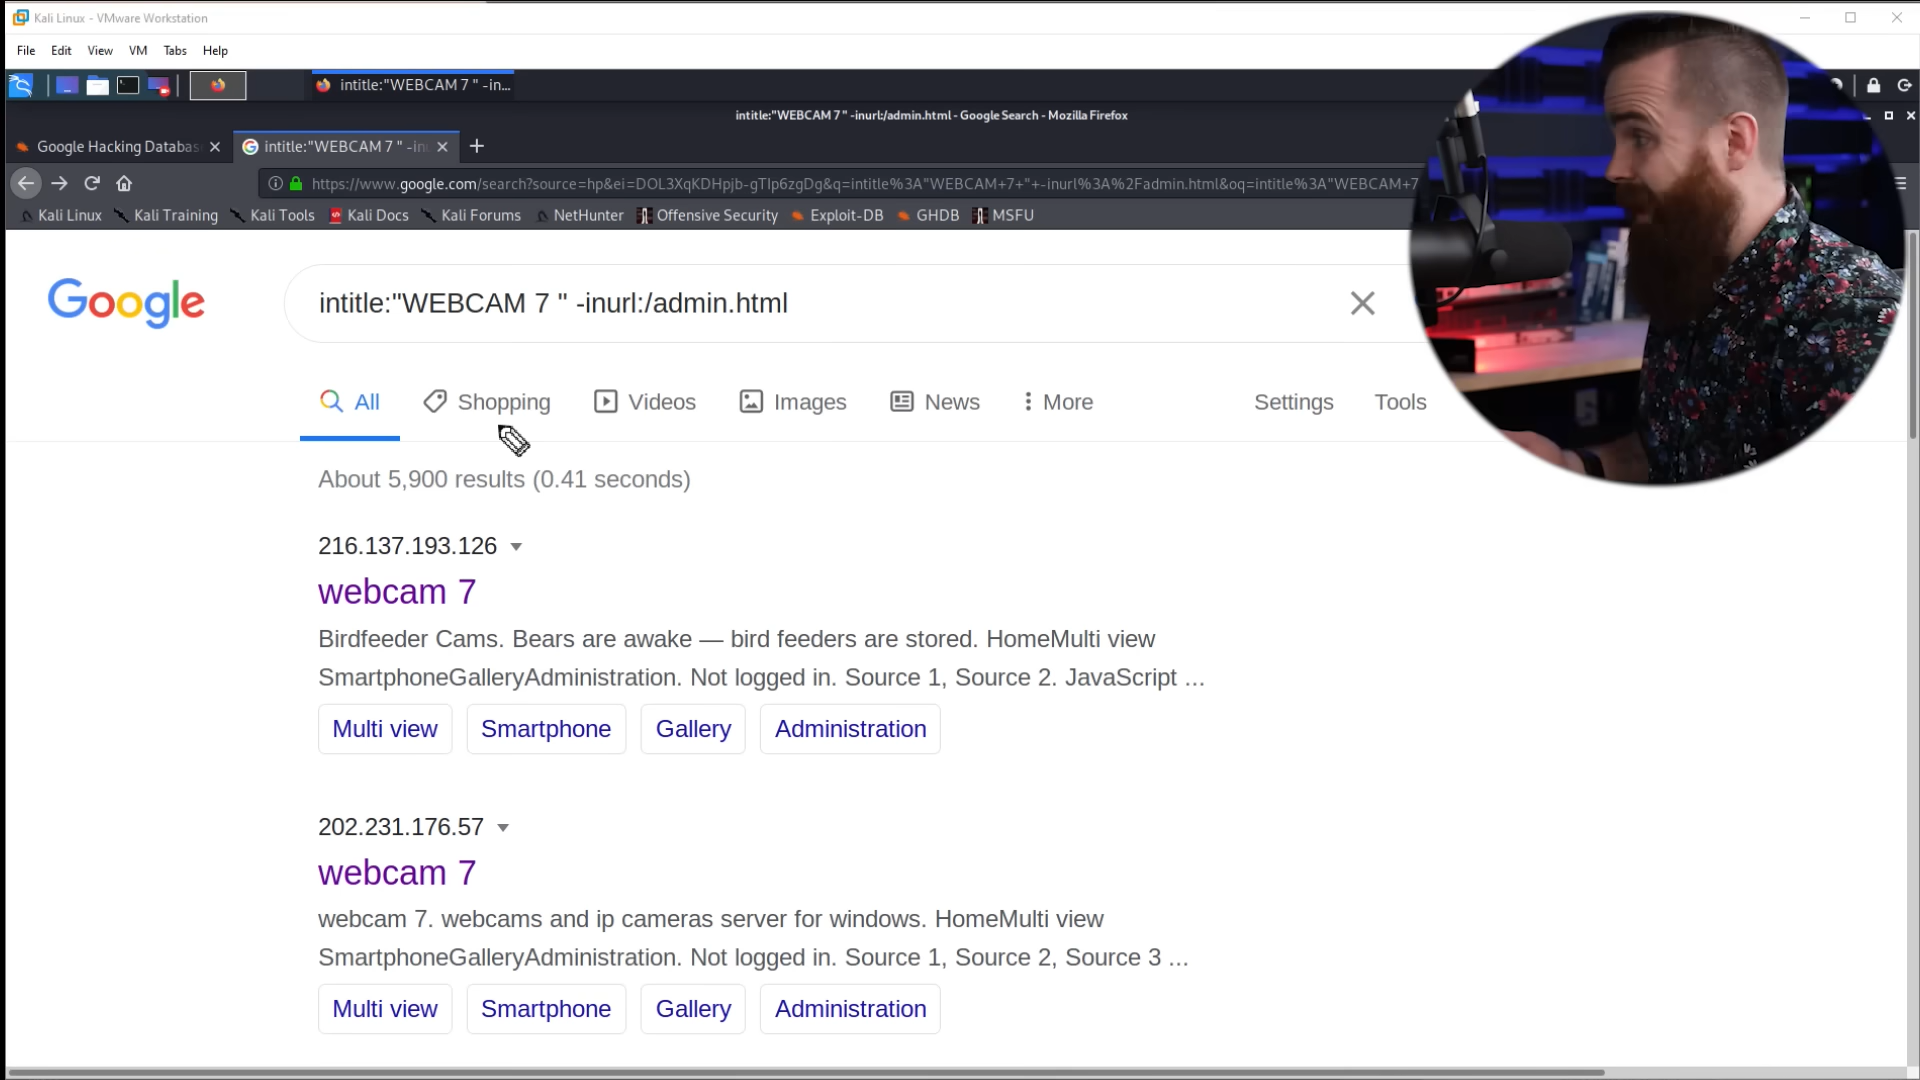 Kali Linux - VMware Workstation
File Edit View VM Tabs Help
intitle:"WEBCAM 7 " -in...
intitle:"WEBCAM 7 " -inurl:/admin.html - Google Search - Mozilla Firefox
Google Hacking Databas
intitle:"WEBCAM 7 " -in
https://www.google.com/search?source=hp&ei=DOL3XqKDHpjb-gTIp6zgDg&q=intitle%3A"WEBCAM+7+"+-inurl%3A%2Fadmin.html&oq=intitle%3A"WEBCAM+7
Kali Linux Kali Training Kali Tools Kali Docs Kali Forums NetHunter Offensive Security Exploit-DB GHDB MSFU
Google
intitle:"WEBCAM 7 " -inurl:/admin.html
All Shopping Videos Images News More Settings Tools
About 5,900 results (0.41 seconds)
216.137.193.126
webcam 7
Birdfeeder Cams. Bears are awake — bird feeders are stored. HomeMulti view
SmartphoneGalleryAdministration. Not logged in. Source 1, Source 2. JavaScript ...
Multi view Smartphone Gallery Administration
202.231.176.57
webcam 7
webcam 7. webcams and ip cameras server for windows. HomeMulti view
SmartphoneGalleryAdministration. Not logged in. Source 1, Source 2, Source 3 ...
Multi view Smartphone Gallery Administration